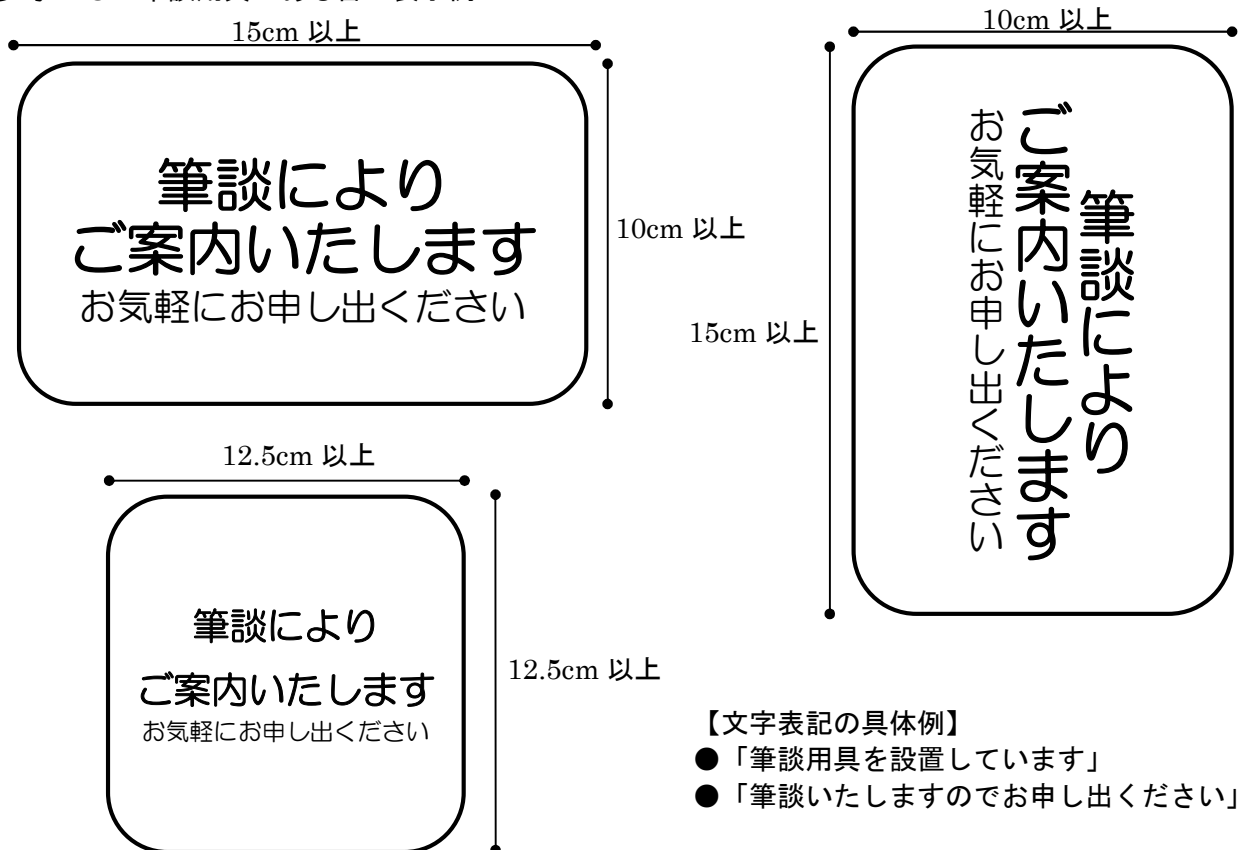 15cm 以上
筆談により
ご案内いたします
お気軽にお申し出ください
10cm 以上
10cm 以上
筆談により
ご案内いたします
お気軽にお申し出ください
15cm 以上
12.5cm 以上
筆談により
ご案内いたします
お気軽にお申し出ください
12.5cm 以上
【文字表記の具体例】
●「筆談用具を設置しています」
●「筆談いたしますのでお申し出ください」